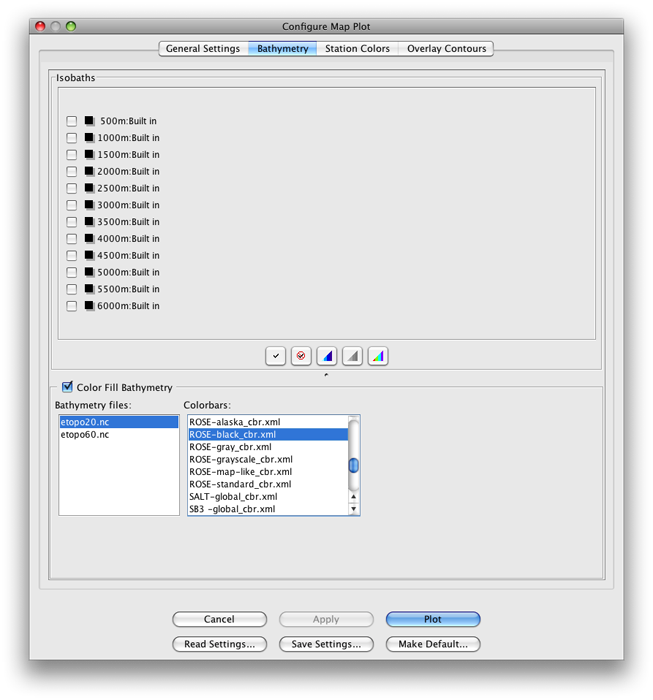 Configure Map Plot
General Settings Bathymetry Station Colors Overlay Contours
Isobaths
500m:Built in
1000m:Built in
1500m:Built in
2000m:Built in
2500m:Built in
3000m:Built in
3500m:Built in
4000m:Built in
4500m:Built in
5000m:Built in
5500m:Built in
6000m:Built in
Color Fill Bathymetry
Bathymetry files:
etopo20.nc
etopo60.nc
Colorbars:
ROSE-alaska_cbr.xml
ROSE-black_cbr.xml
ROSE-gray_cbr.xml
ROSE-grayscale_cbr.xml
ROSE-map-like_cbr.xml
ROSE-standard_cbr.xml
SALT-global_cbr.xml
SB3 -global_cbr.xml
Cancel Apply Plot
Read Settings... Save Settings... Make Default...